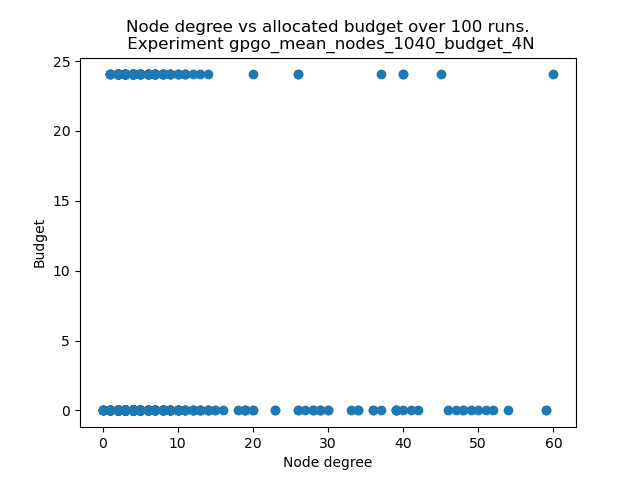 Node degree vs allocated budget over 100 runs.
Experiment gpgo_mean_nodes_1040_budget_4N
25
20
15
10
5
0
Budget
0 10 20 30 40 50 60
Node degree